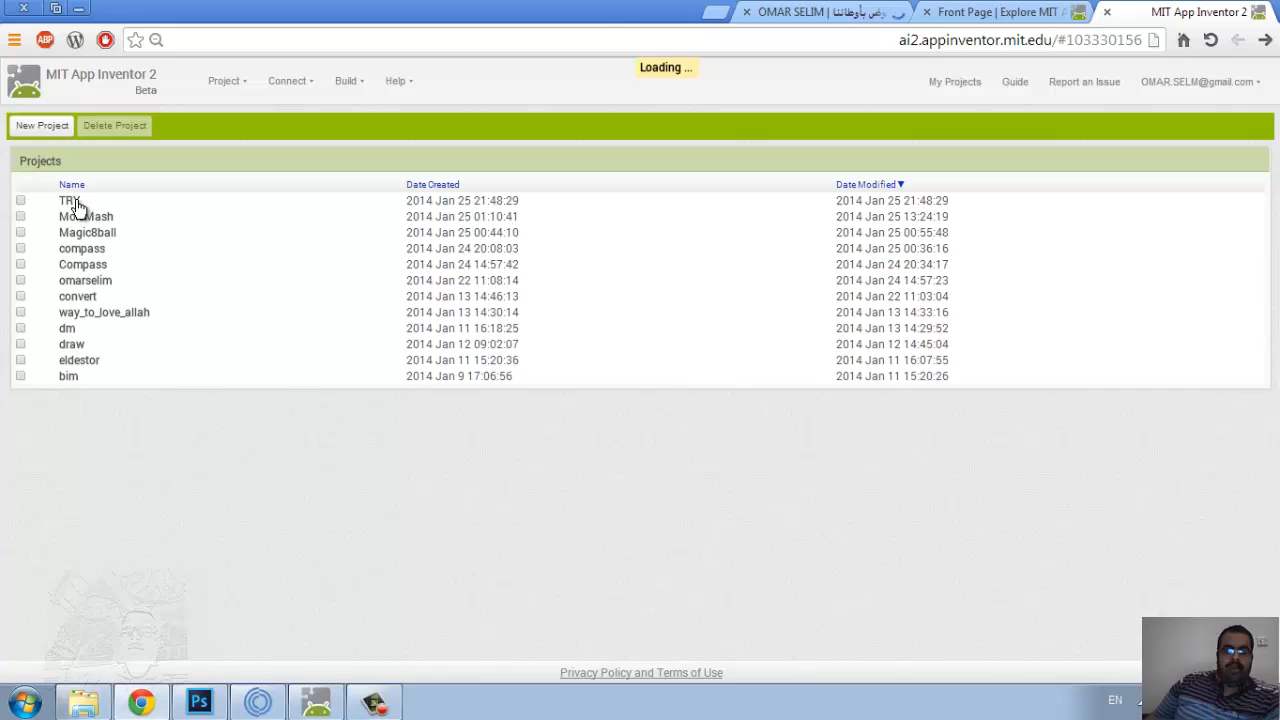 OMAR SELIM | وض بأوطاننا
Front Page | Explore MIT A
MIT App Inventor 2
ABP
ai2.appinventor.mit.edu/#103330156
MIT App Inventor 2
Beta
Project
Connect
Build
Help
Loading ...
My Projects
Guide
Report an Issue
OMAR.SELM@gmail.com
New Project
Delete Project
Projects
Name Date Created Date Modified
TRY 2014 Jan 25 21:48:29 2014 Jan 25 21:48:29
MoleMash 2014 Jan 25 01:10:41 2014 Jan 25 13:24:19
Magic8ball 2014 Jan 25 00:44:10 2014 Jan 25 00:55:48
compass 2014 Jan 24 20:08:03 2014 Jan 25 00:36:16
Compass 2014 Jan 24 14:57:42 2014 Jan 24 20:34:17
omarselim 2014 Jan 22 11:08:14 2014 Jan 24 14:57:23
convert 2014 Jan 13 14:46:13 2014 Jan 22 11:03:04
way_to_love_allah 2014 Jan 13 14:30:14 2014 Jan 13 14:33:16
dm 2014 Jan 11 16:18:25 2014 Jan 13 14:29:52
draw 2014 Jan 12 09:02:07 2014 Jan 12 14:45:04
eldestor 2014 Jan 11 15:20:36 2014 Jan 11 16:07:55
bim 2014 Jan 9 17:06:56 2014 Jan 11 15:20:26
Privacy Policy and Terms of Use
Ps
EN